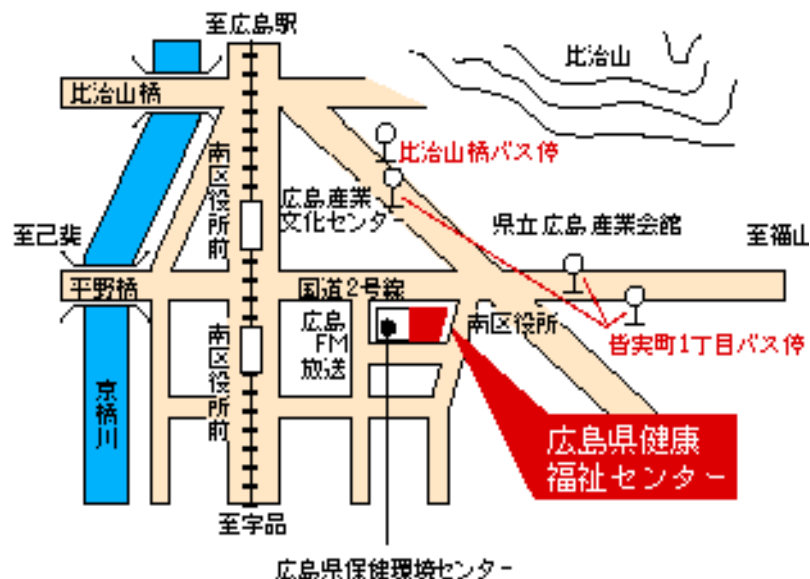 至広島駅
比治山
比治山橋
比治山橋バス停
南区役所前
広島産業
文化センター
県立広島産業会館
至己斐
至福山
平野橋
国道2号線
広島
FM
放送
南区役所
皆実町1丁目バス停
南区役所前
京橋川
広島県健康
福祉センター
至宇品
広島県保健環境センター